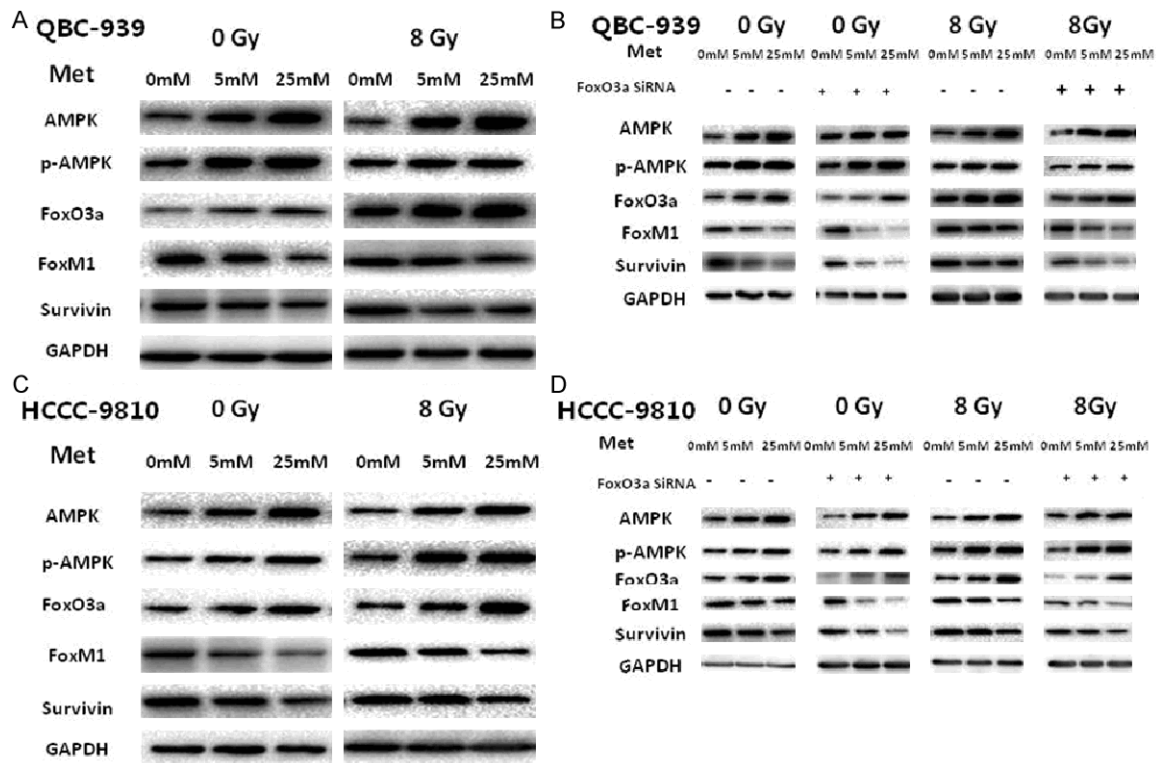 A
QBC-939
0 Gy 8 Gy
Met
0mM 5mM 25mM 0mM 5mM 25mM
AMPK
p-AMPK
FoxO3a
FoxM1
Survivin
GAPDH
B
QBC-939
0 Gy 0 Gy 8 Gy 8Gy
Met
0mM 5mM 25mM 0mM 5mM 25mM 0mM 5mM 25mM 0mM 5mM 25mM
FoxO3a SiRNA - - - + + + - - - + + +
AMPK
p-AMPK
FoxO3a
FoxM1
Survivin
GAPDH
C
HCCC-9810
0 Gy 8 Gy
Met
0mM 5mM 25mM 0mM 5mM 25mM
AMPK
p-AMPK
FoxO3a
FoxM1
Survivin
GAPDH
D
HCCC-9810
0 Gy 0 Gy 8 Gy 8Gy
Met
0mM 5mM 25mM 0mM 5mM 25mM 0mM 5mM 25mM 0mM 5mM 25mM
FoxO3a SiRNA - - - + + + - - - + + +
AMPK
p-AMPK
FoxO3a
FoxM1
Survivin
GAPDH